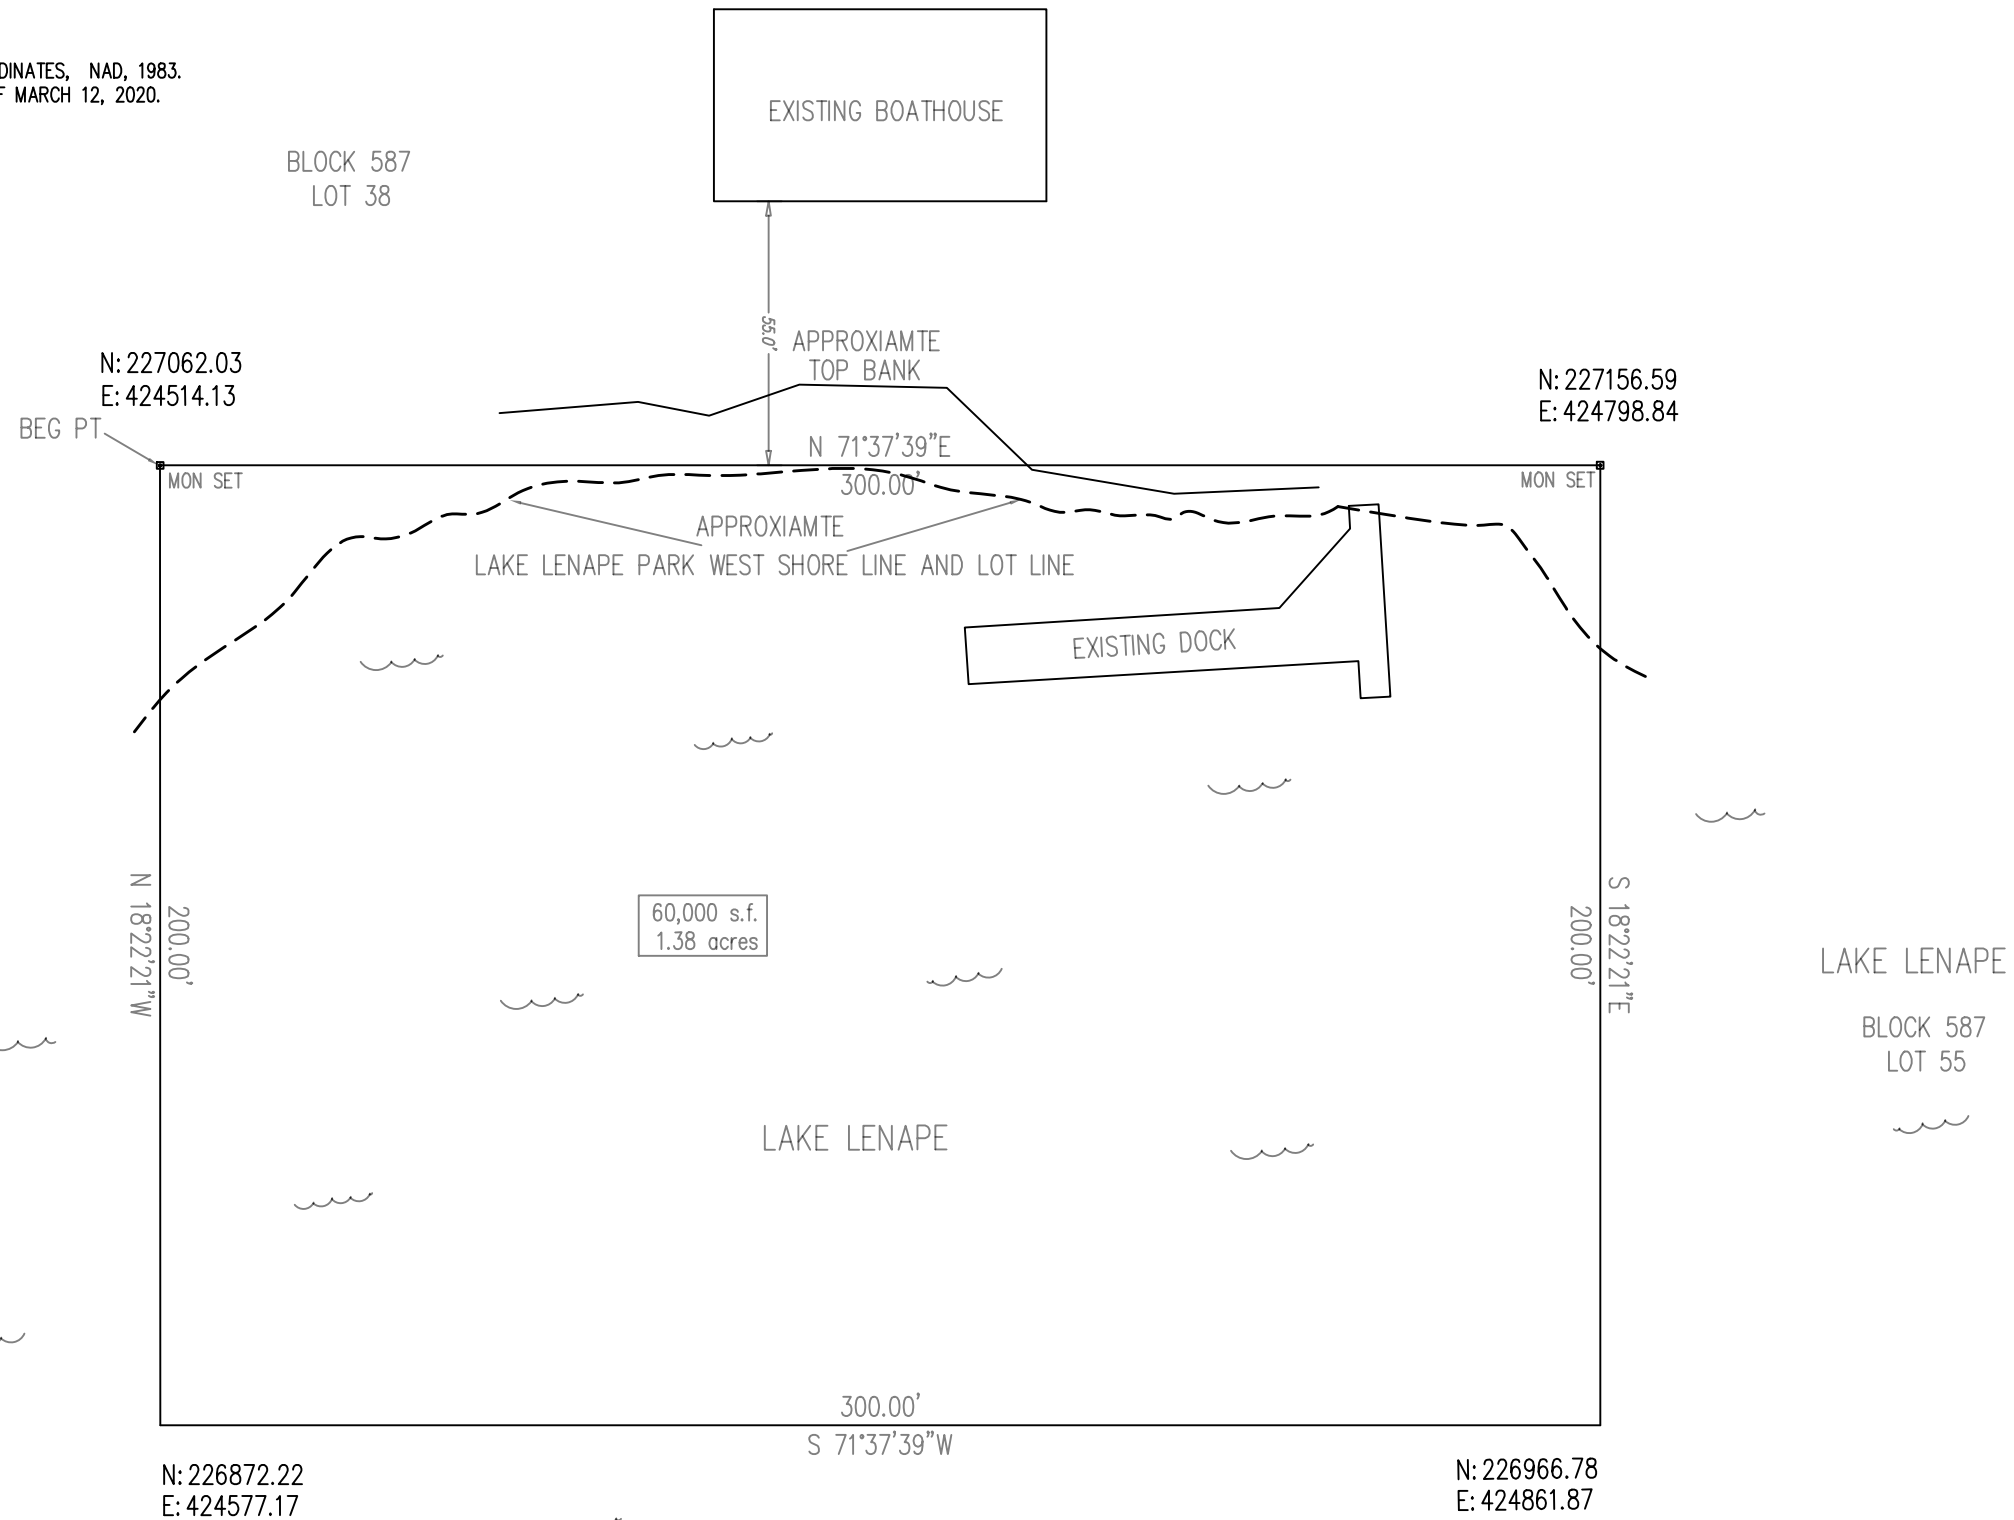 NAD, 1983.
MARCH 12, 2020.
EXISTING BOATHOUSE
BLOCK 587
LOT 38
55.0'
APPROXIAMTE
TOP BANK
N: 227062.03
E: 424514.13
BEG PT
N: 227156.59
E: 424798.84
N 71°37'39"E
300.00'
MON SET
MON SET
APPROXIAMTE
LAKE LENAPE PARK WEST SHORE LINE AND LOT LINE
EXISTING DOCK
N 18°22'21"W
200.00'
60,000 s.f.
1.38 acres
200.00'
S 18°22'21"E
LAKE LENAPE
BLOCK 587
LOT 55
LAKE LENAPE
300.00'
S 71°37'39"W
N: 226872.22
E: 424577.17
N: 226966.78
E: 424861.87